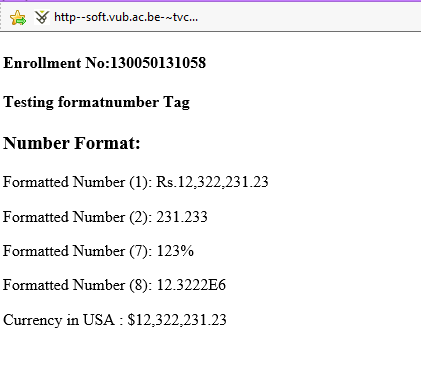 http--soft.vub.ac.be-~tvc...
Enrollment No:130050131058
Testing formatnumber Tag
Number Format:
Formatted Number (1): Rs.12,322,231.23
Formatted Number (2): 231.233
Formatted Number (7): 123%
Formatted Number (8): 12.3222E6
Currency in USA : $12,322,231.23